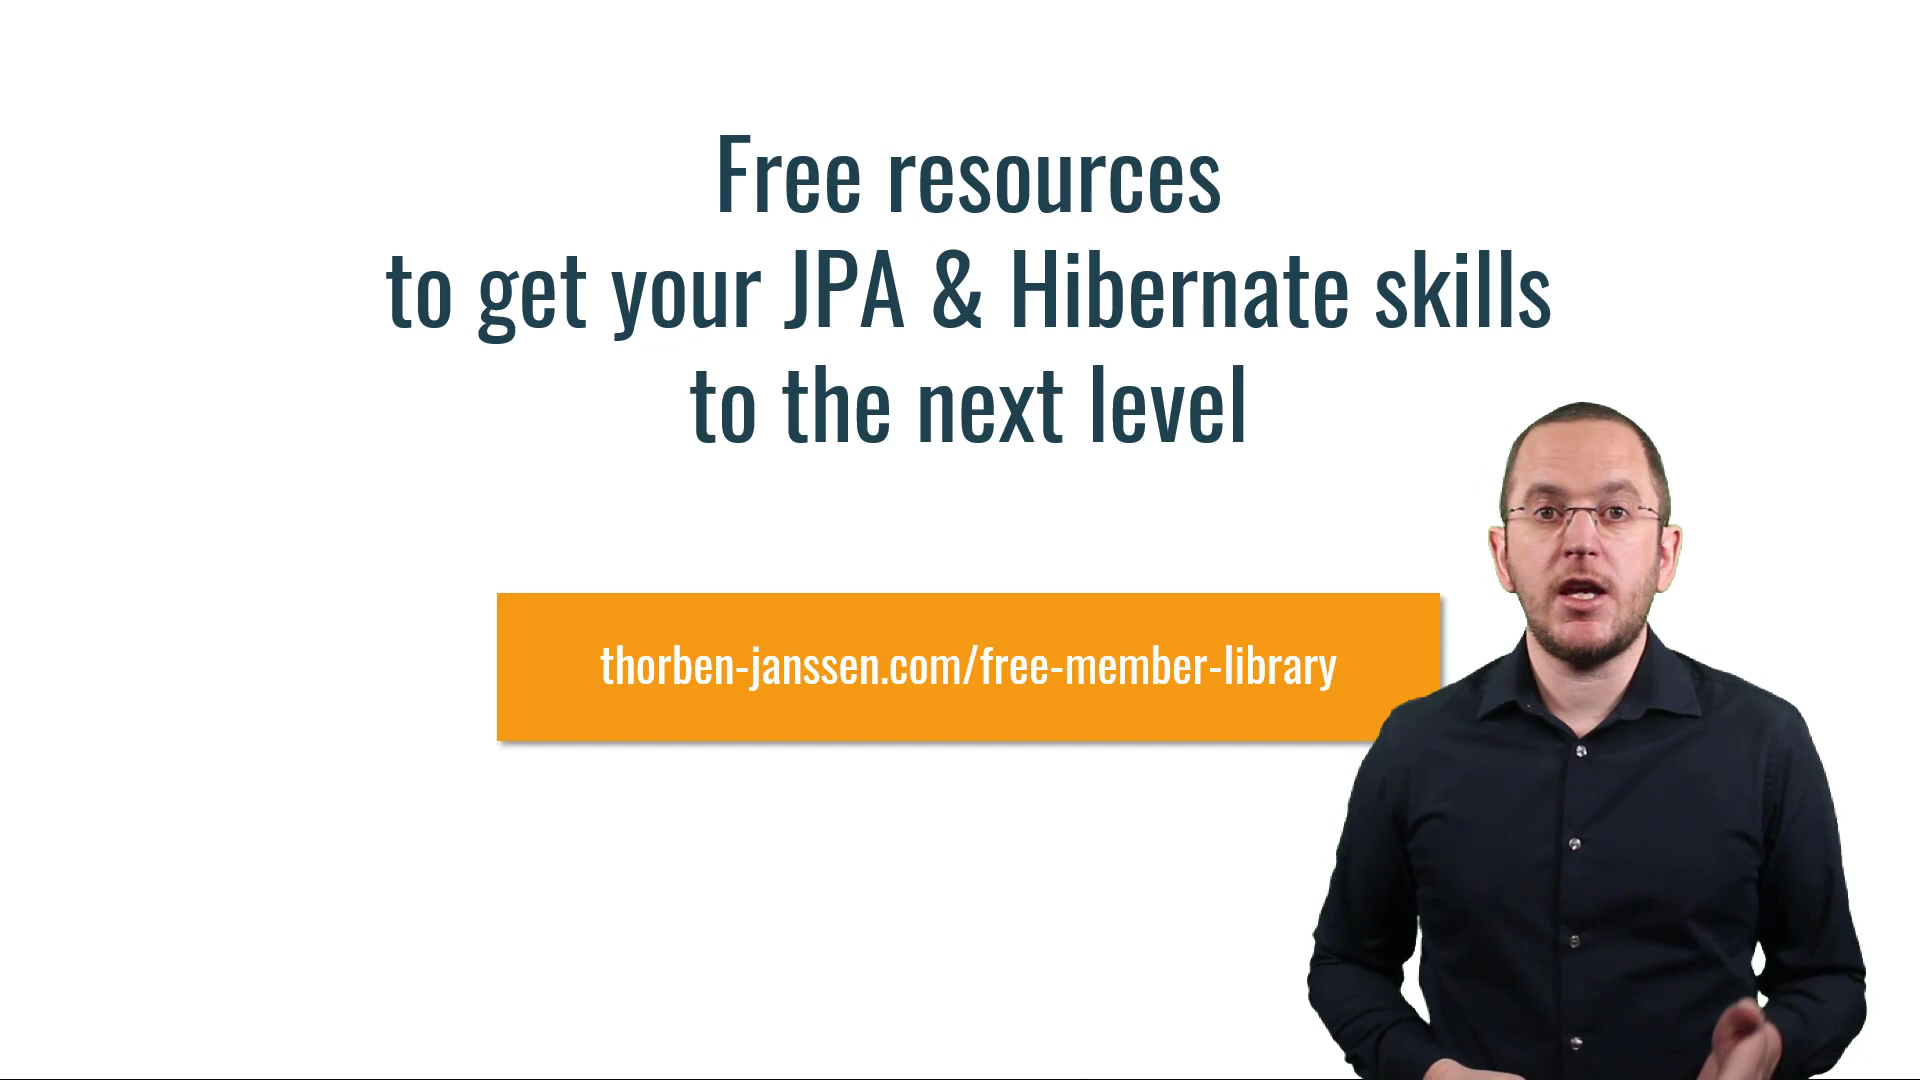 Free resources
to get your JPA & Hibernate skills
to the next level
thorben-janssen.com/free-member-library